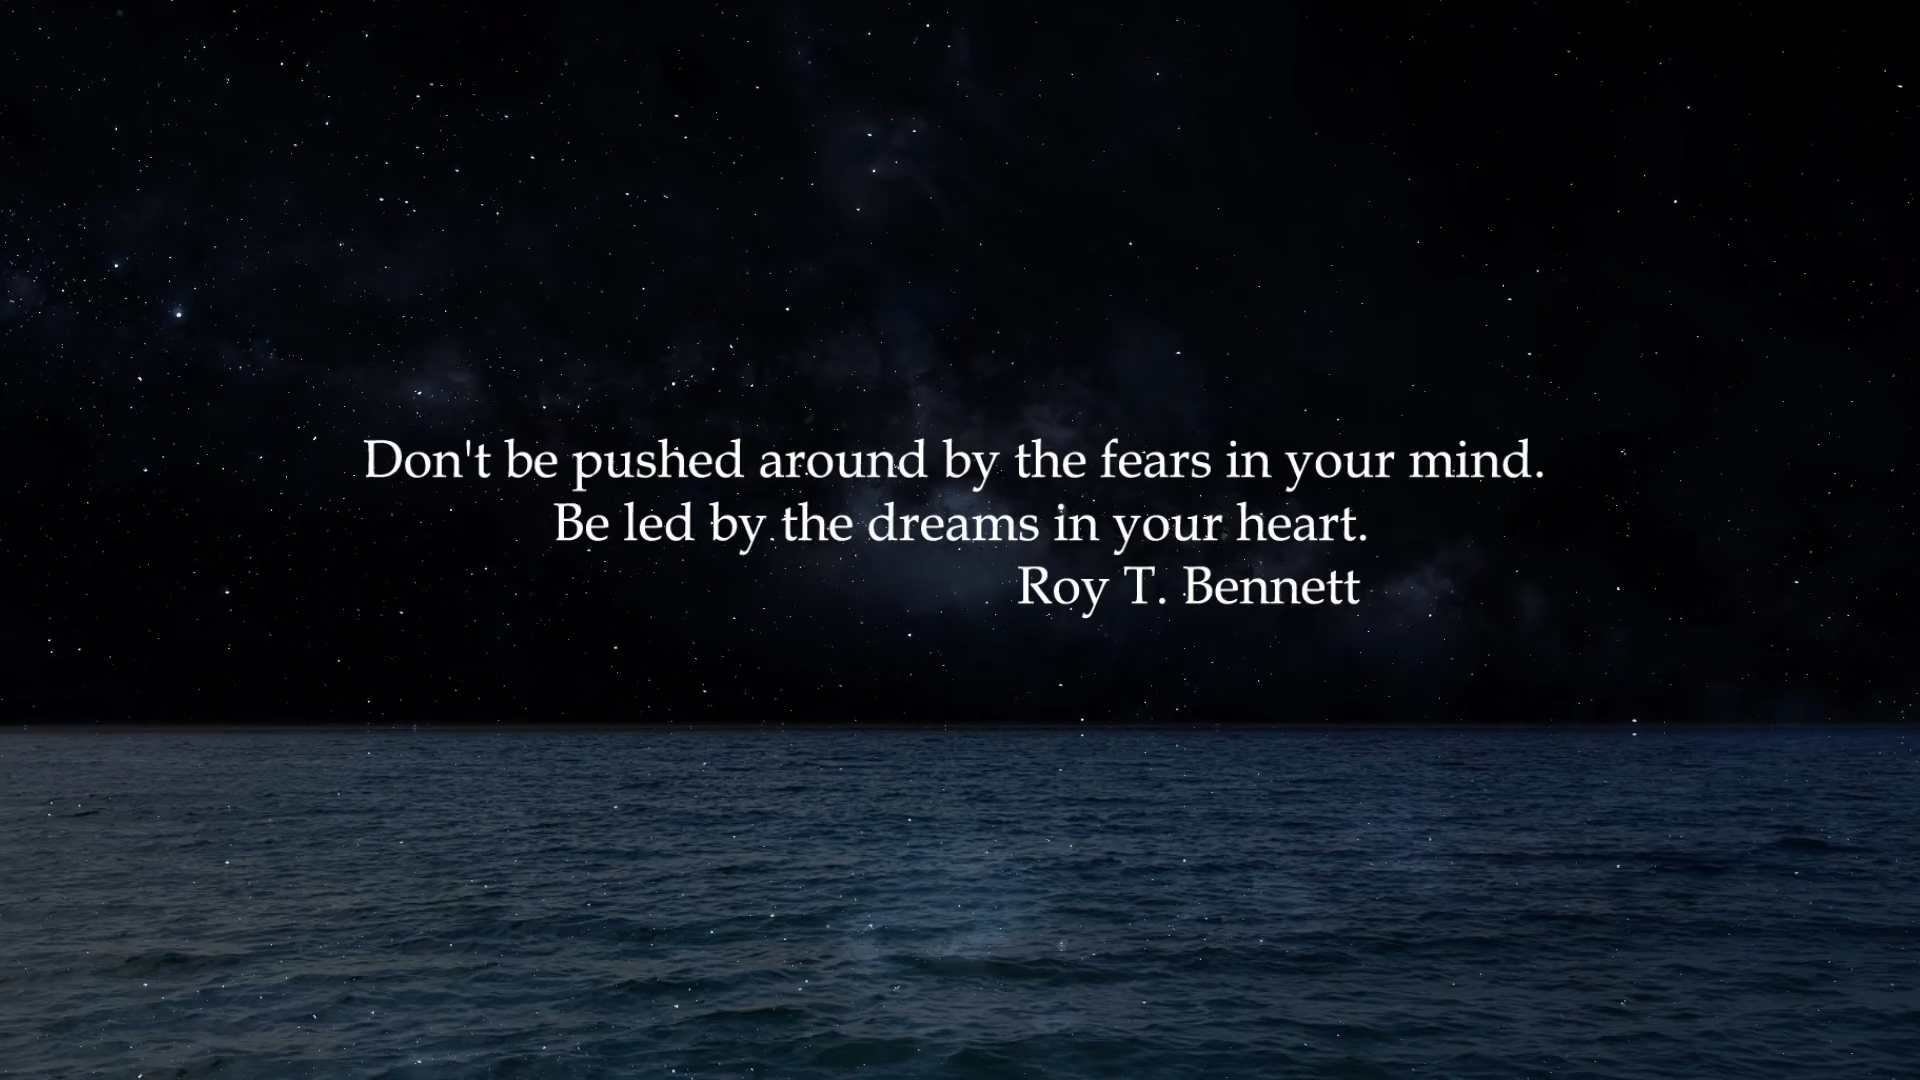 Don't be pushed around by the fears in your mind.
Be led by the dreams in your heart.
Roy T. Bennett